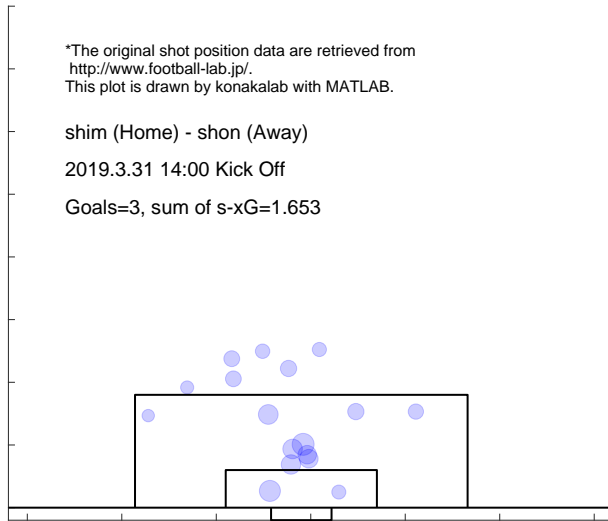 *The original shot position data are retrieved from
http://www.football-lab.jp/.
This plot is drawn by konakalab with MATLAB.
shim (Home) - shon (Away)
2019.3.31 14:00 Kick Off
Goals=3, sum of s-xG=1.653